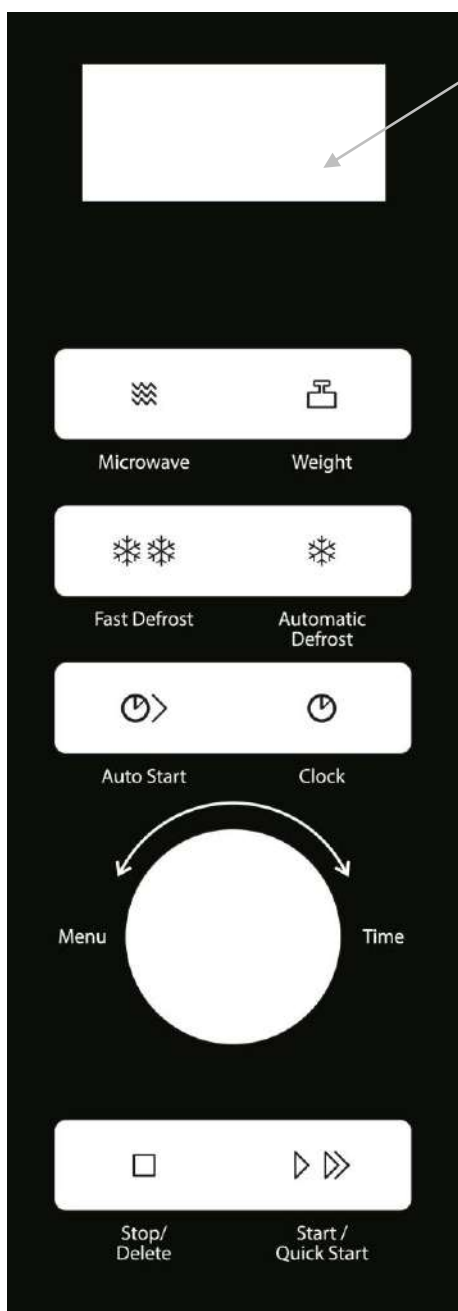 Microwave Weight
Fast Defrost Automatic
Defrost
Auto Start Clock
Menu Time
Stop/ Start /
Delete Quick Start